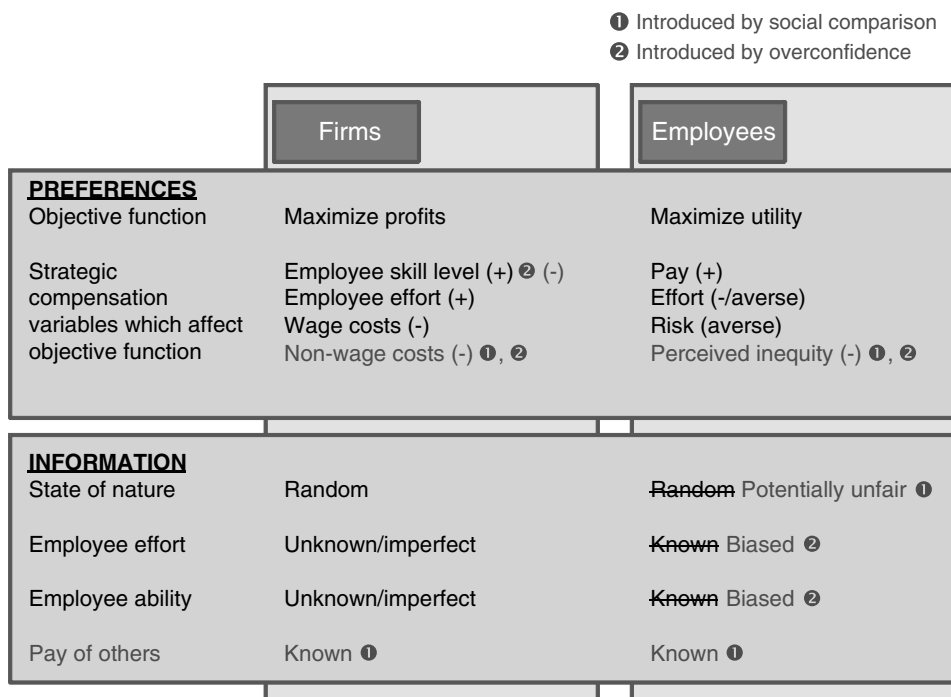 ❶ Introduced by social comparison
❷ Introduced by overconfidence
Firms Employees
PREFERENCES
Objective function Maximize profits Maximize utility
Strategic Employee skill level (+) ❷ (-) Pay (+)
compensation Employee effort (+) Effort (-/averse)
variables which affect Wage costs (-) Risk (averse)
objective function Non-wage costs (-) ❶, ❷ Perceived inequity (-) ❶, ❷
INFORMATION
State of nature Random Random Potentially unfair ❶
Employee effort Unknown/imperfect Known Biased ❷
Employee ability Unknown/imperfect Known Biased ❷
Pay of others Known ❶ Known ❶